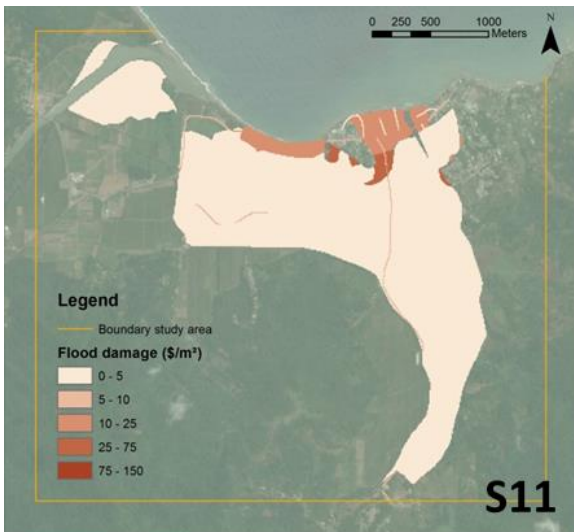 0 250 500 1000
Meters
N
Legend
Boundary study area
Flood damage ($/m²)
0 - 5
5 - 10
10 - 25
25 - 75
75 - 150
S11